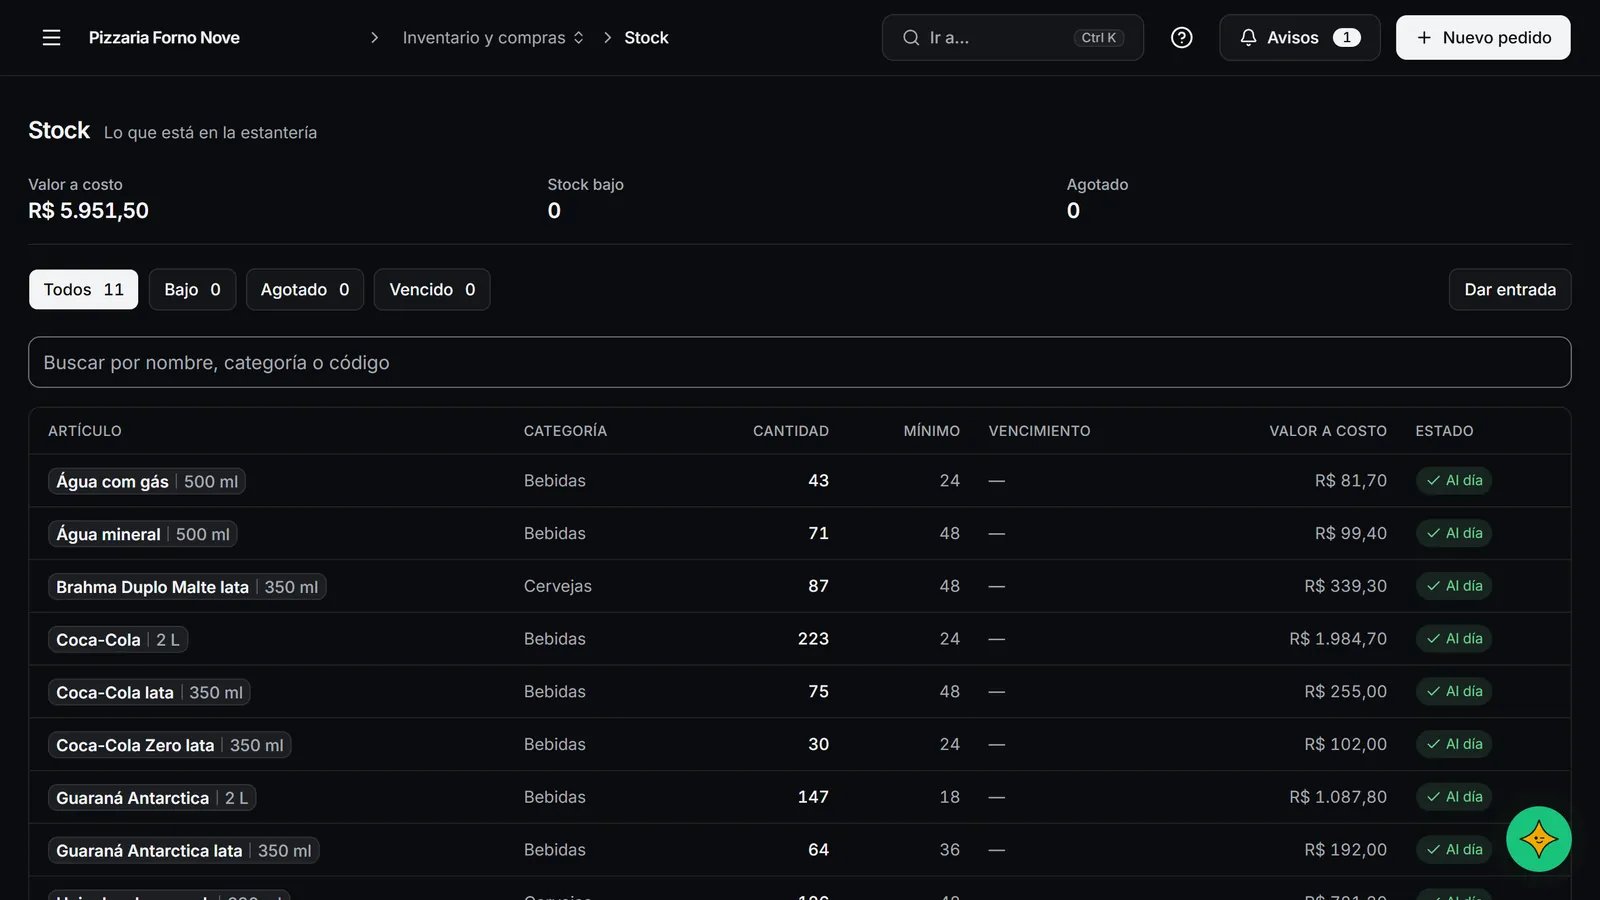 Pizzaria Forno Nove
Inventario y compras
Stock
Ir a...
Ctrl K
Avisos 1
Nuevo pedido
Stock Lo que está en la estantería
Valor a costo
R$ 5.951,50
Stock bajo
0
Agotado
0
Todos 11
Bajo 0
Agotado 0
Vencido 0
Dar entrada
Buscar por nombre, categoría o código
ARTÍCULO CATEGORÍA CANTIDAD MÍNIMO VENCIMIENTO VALOR A COSTO ESTADO
Água com gás | 500 ml Bebidas 43 24 — R$ 81,70 Al día
Água mineral | 500 ml Bebidas 71 48 — R$ 99,40 Al día
Brahma Duplo Malte lata | 350 ml Cervejas 87 48 — R$ 339,30 Al día
Coca-Cola | 2 L Bebidas 223 24 — R$ 1.984,70 Al día
Coca-Cola lata | 350 ml Bebidas 75 48 — R$ 255,00 Al día
Coca-Cola Zero lata | 350 ml Bebidas 30 24 — R$ 102,00 Al día
Guaraná Antarctica | 2 L Bebidas 147 18 — R$ 1.087,80 Al día
Guaraná Antarctica lata | 350 ml Bebidas 64 36 — R$ 192,00 Al día